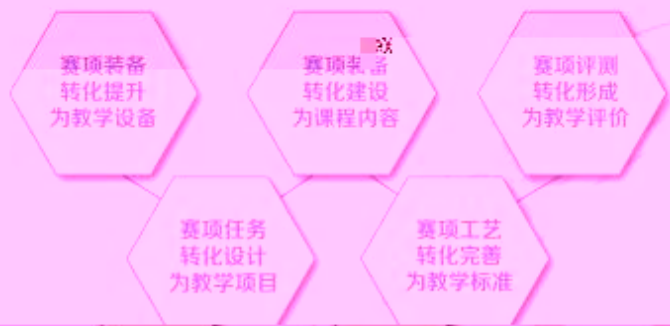 赛项装备
转化提升
为教学设备
赛项装备
转化建设
为课程内容
赛项评测
转化形成
为教学评价
赛项任务
转化设计
为教学项目
赛项工艺
转化完善
为教学标准